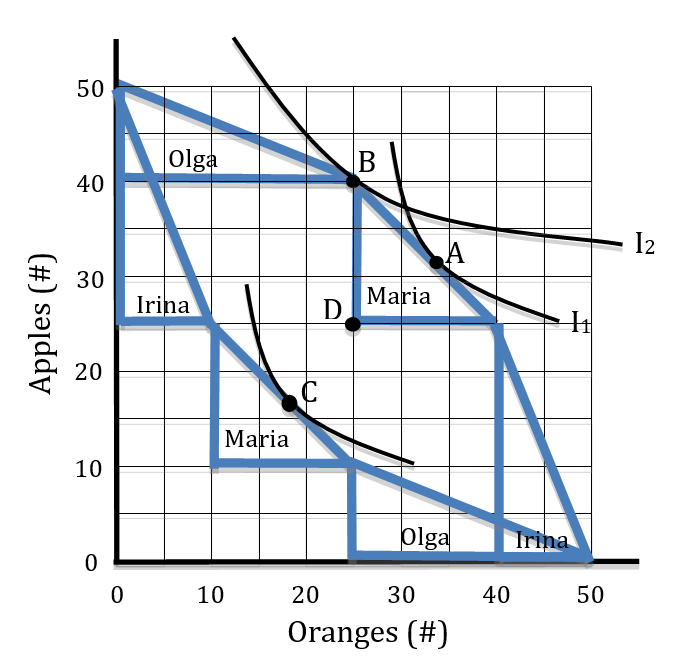 50
Olga
B
40
I₂
A
30
Irina
D
Maria
I₁
Apples (#)
20
C
Maria
10
Olga
Irina
0
0 10 20 30 40 50
Oranges (#)